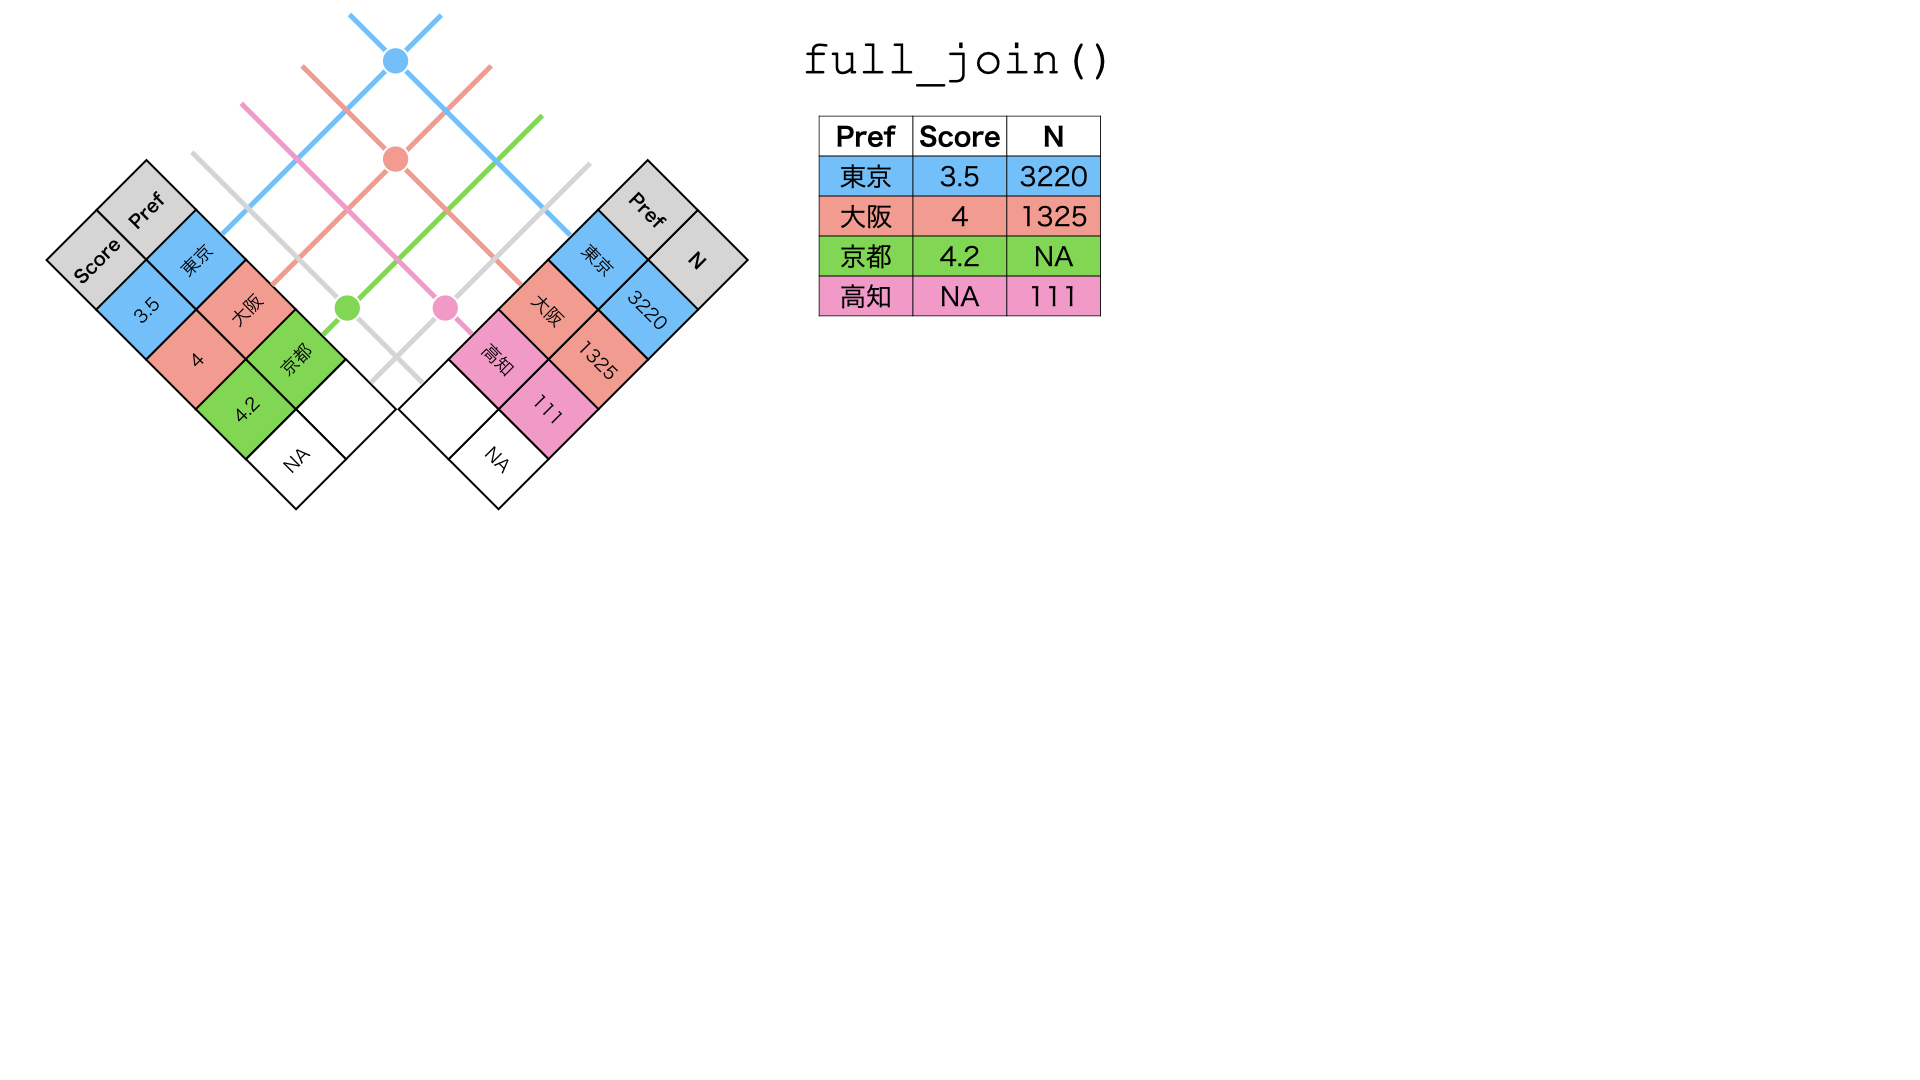 full_join()
Pref Score N
東京 3.5 3220
大阪 4 1325
京都 4.2 NA
高知 NA 111
Score Pref
3.5 東京
4 大阪
4.2 京都
NA
Pref N
東京 3220
大阪 1325
高知 111
NA